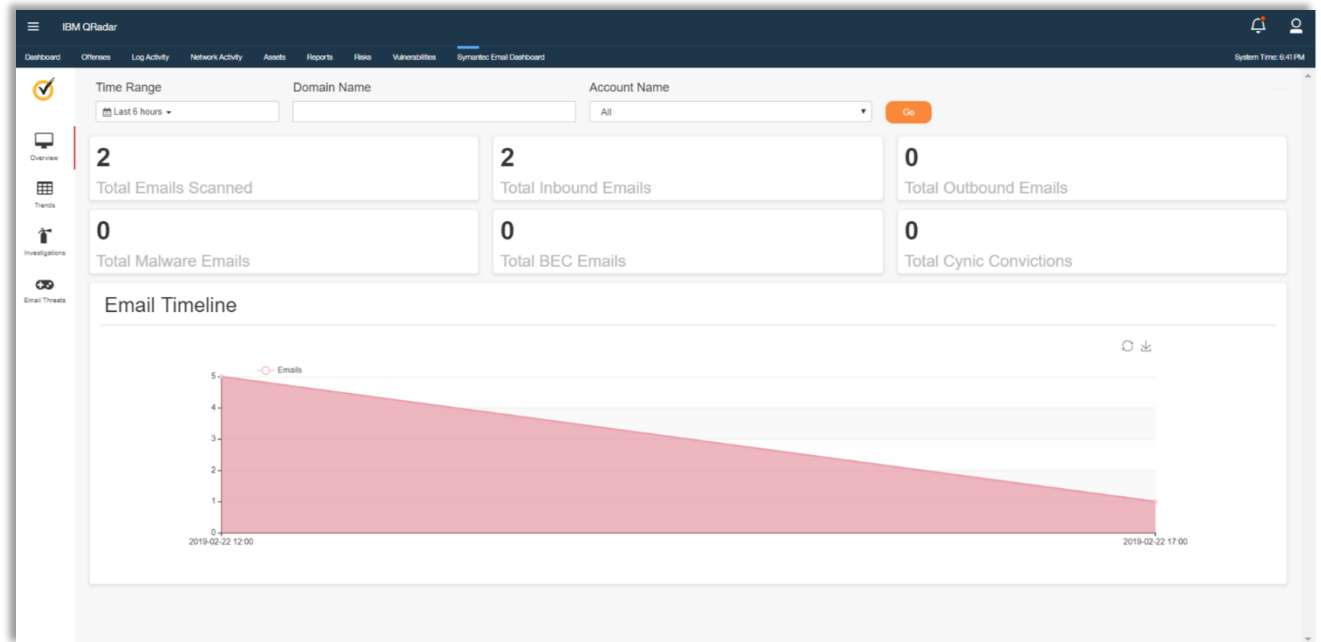 IBM QRadar
Dashboard Offenses Log Activity Network Activity Assets Reports Risks Vulnerabilities Symantec Email Dashboard System Time: 6:41 PM
Time Range Domain Name Account Name
Last 6 hours All Go
Overview
Trends
Investigations
Email Threats
2 2 0
Total Emails Scanned Total Inbound Emails Total Outbound Emails
0 0 0
Total Malware Emails Total BEC Emails Total Cynic Convictions
Email Timeline
Emails
5
4
3
2
1
0
2019-02-22 12:00 2019-02-22 17:00